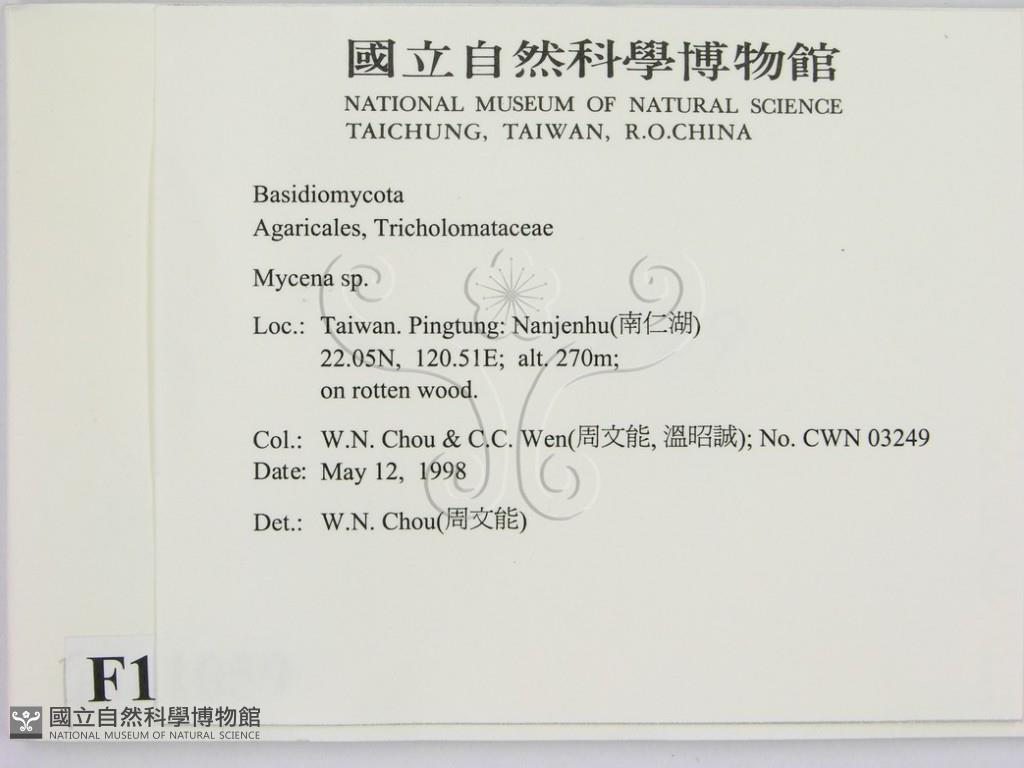 國立自然科學博物館
NATIONAL MUSEUM OF NATURAL SCIENCE
TAICHUNG, TAIWAN, R.O.CHINA
Basidiomycota
Agaricales, Tricholomataceae
Mycena sp.
Loc.: Taiwan. Pingtung: Nanjenhu(南仁湖)
22.05N, 120.51E; alt. 270m;
on rotten wood.
Col.: W.N. Chou & C.C. Wen(周文能, 溫昭誠); No. CWN 03249
Date: May 12, 1998
Det.: W.N. Chou(周文能)
F1
國立自然科學博物館
NATIONAL MUSEUM OF NATURAL SCIENCE